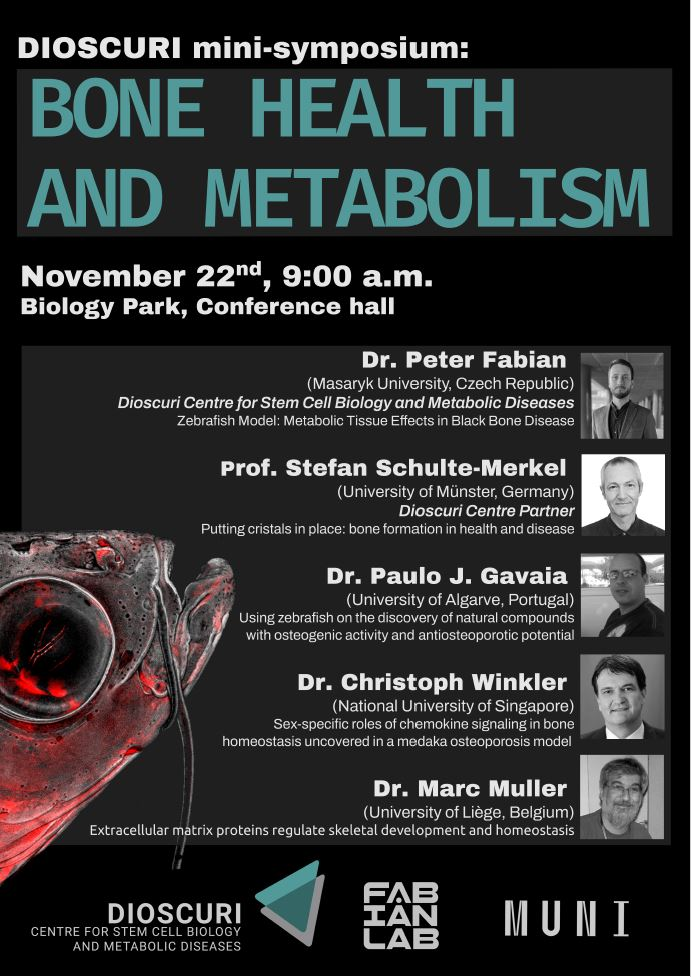 DIOSCURI mini-symposium:
BONE HEALTH
AND METABOLISM
November 22nd, 9:00 a.m.
Biology Park, Conference hall
Dr. Peter Fabian
(Masaryk University, Czech Republic)
Dioscuri Centre for Stem Cell Biology and Metabolic Diseases
Zebrafish Model: Metabolic Tissue Effects in Black Bone Disease
Prof. Stefan Schulte-Merkel
(University of Münster, Germany)
Dioscuri Centre Partner
Putting cristals in place: bone formation in health and disease
Dr. Paulo J. Gavaia
(University of Algarve, Portugal)
Using zebrafish on the discovery of natural compounds
with osteogenic activity and antiosteoporotic potential
Dr. Christoph Winkler
(National University of Singapore)
Sex-specific roles of chemokine signaling in bone
homeostasis uncovered in a medaka osteoporosis model
Dr. Marc Muller
(University of Liège, Belgium)
Extracellular matrix proteins regulate skeletal development and homeostasis
DIOSCURI
CENTRE FOR STEM CELL BIOLOGY
AND METABOLIC DISEASES
FAB
IAN
LAB
MUNI